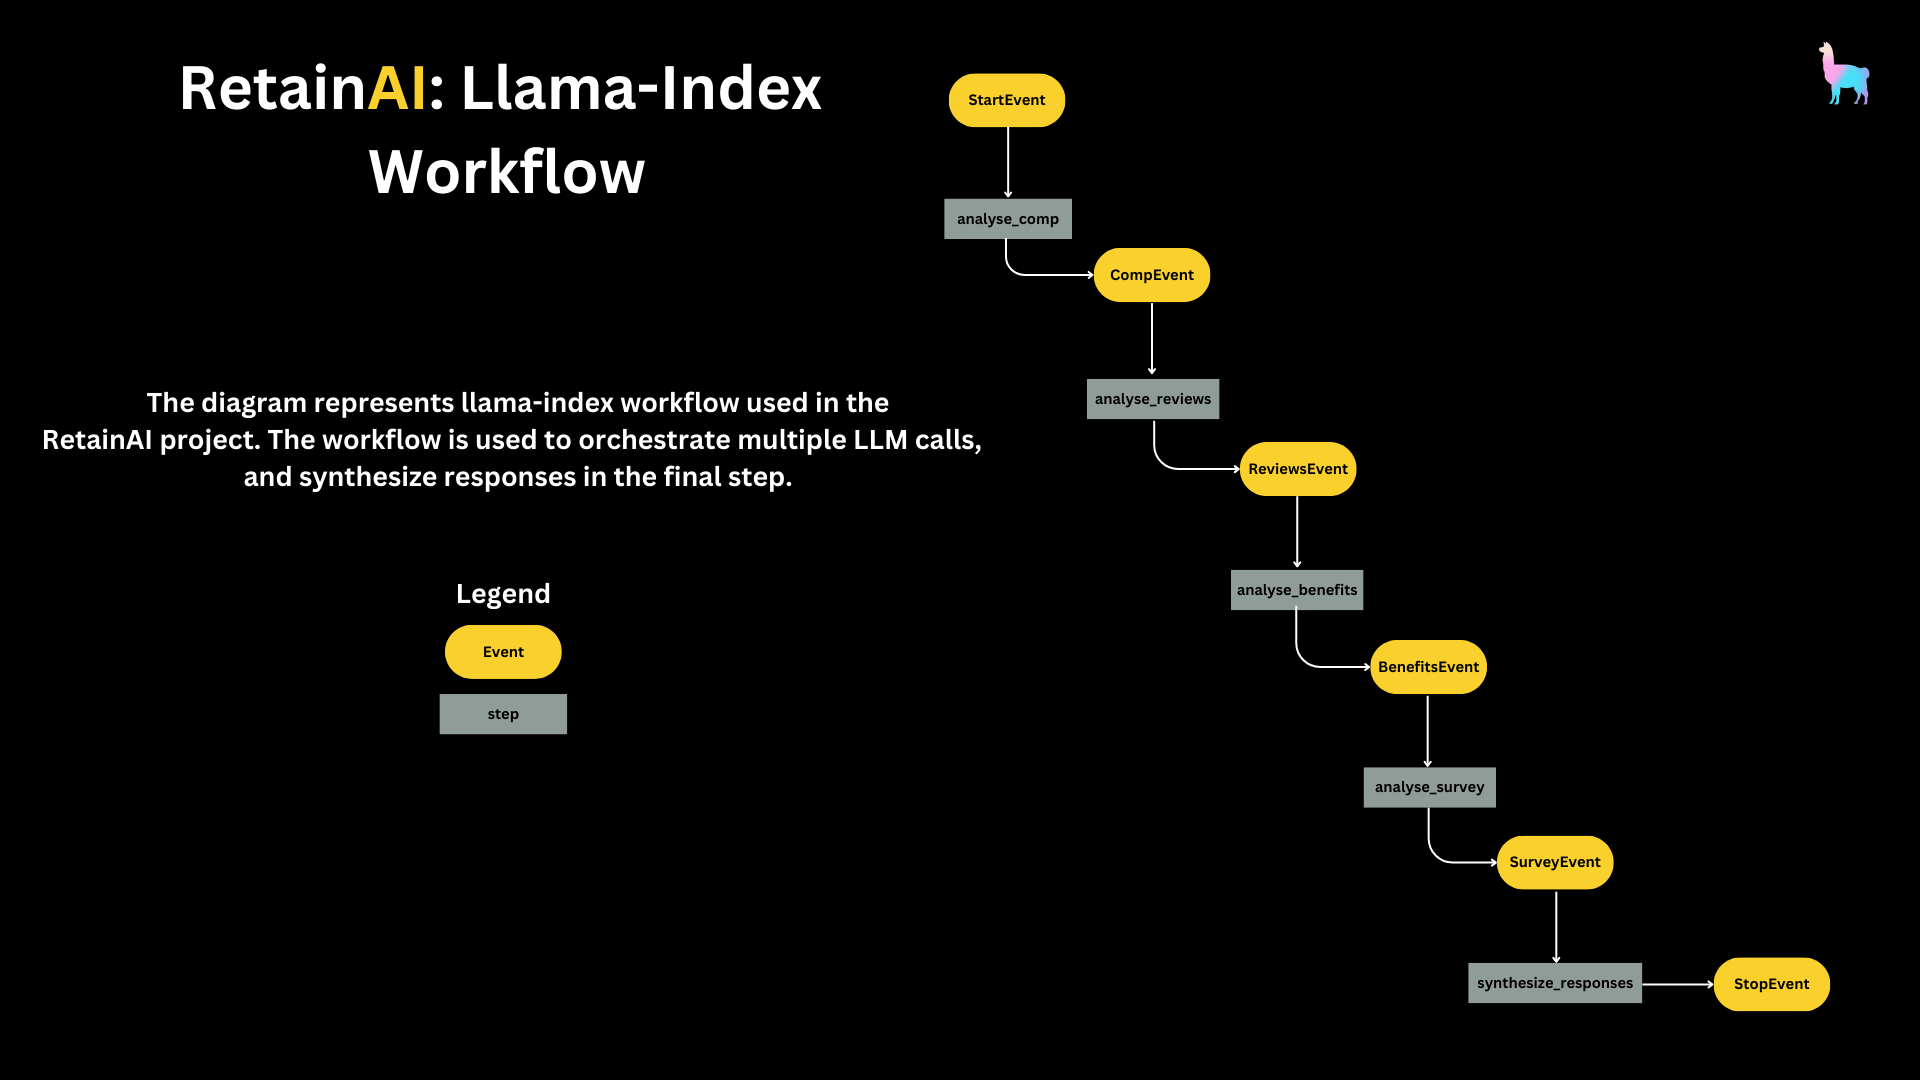 RetainAI: Llama-Index
Workflow
The diagram represents llama-index workflow used in the
RetainAI project. The workflow is used to orchestrate multiple LLM calls,
and synthesize responses in the final step.
Legend
Event
step
StartEvent
analyse_comp
CompEvent
analyse_reviews
ReviewsEvent
analyse_benefits
BenefitsEvent
analyse_survey
SurveyEvent
synthesize_responses
StopEvent